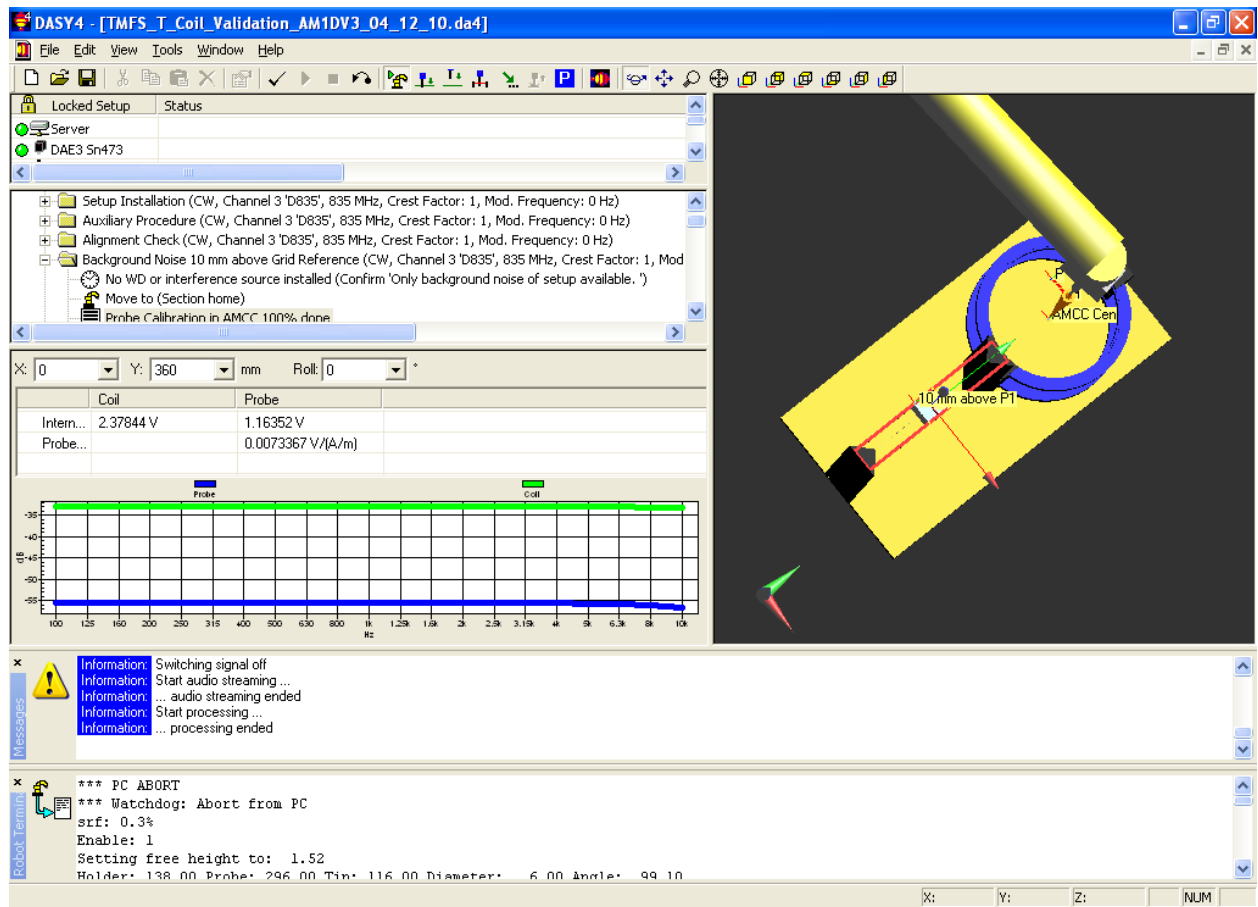 DASY4 - [TMFS_T_Coil_Validation_AM1DV3_04_12_10.da4]
File Edit View Tools Window Help
Locked Setup Status
Server
DAE3 Sn473
Setup Installation (CW, Channel 3 'D835', 835 MHz, Crest Factor: 1, Mod. Frequency: 0 Hz)
Auxiliary Procedure (CW, Channel 3 'D835', 835 MHz, Crest Factor: 1, Mod. Frequency: 0 Hz)
Alignment Check (CW, Channel 3 'D835', 835 MHz, Crest Factor: 1, Mod. Frequency: 0 Hz)
Background Noise 10 mm above Grid Reference (CW, Channel 3 'D835', 835 MHz, Crest Factor: 1, Mod
No WD or interference source installed (Confirm 'Only background noise of setup available. ')
Move to (Section home)
Probe Calibration in AMCC 100% done
X: 0 Y: 360 mm Roll: 0 °
Coil Probe
Intern... 2.37844 V 1.16352 V
Probe... 0.0073367 V/(A/m)
Probe Coil
-35
-40
-45
-50
-55
dB
100 125 160 200 250 315 400 500 630 800 1k 1.25k 1.6k 2k 2.5k 3.15k 4k 5k 6.3k 8k 10k
Hz
P
AMCC Cen
10 mm above P1
Messages
Information: Switching signal off
Information: Start audio streaming ...
Information: ... audio streaming ended
Information: Start processing ...
Information: ... processing ended
Robot Termin
*** PC ABORT
*** Watchdog: Abort from PC
srf: 0.3%
Enable: 1
Setting free height to: 1.52
Holder: 138.00 Probe: 296.00 Tip: 116.00 Diameter: 6.00 Angle: 99.10
X: Y: Z: NUM